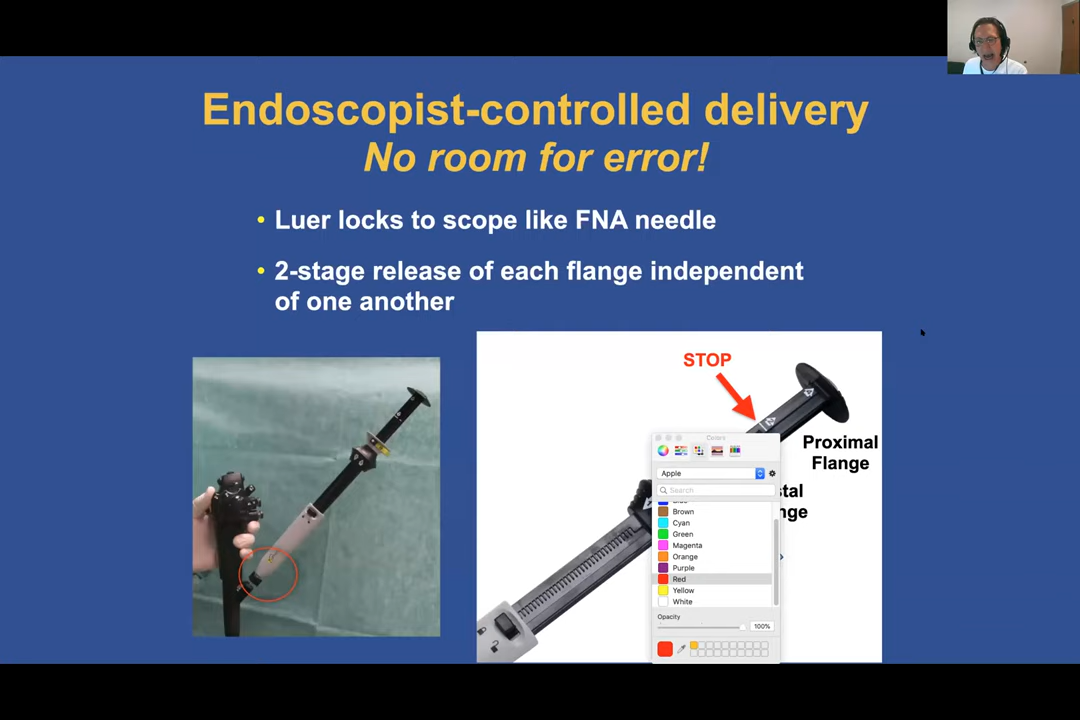 Endoscopist-controlled delivery
No room for error!
• Luer locks to scope like FNA needle
• 2-stage release of each flange independent
of one another
STOP
Proximal
Flange
Colors
Apple
Search
Brown
Cyan
Green
Magenta
Orange
Purple
Red
Yellow
White
Opacity
100%
2